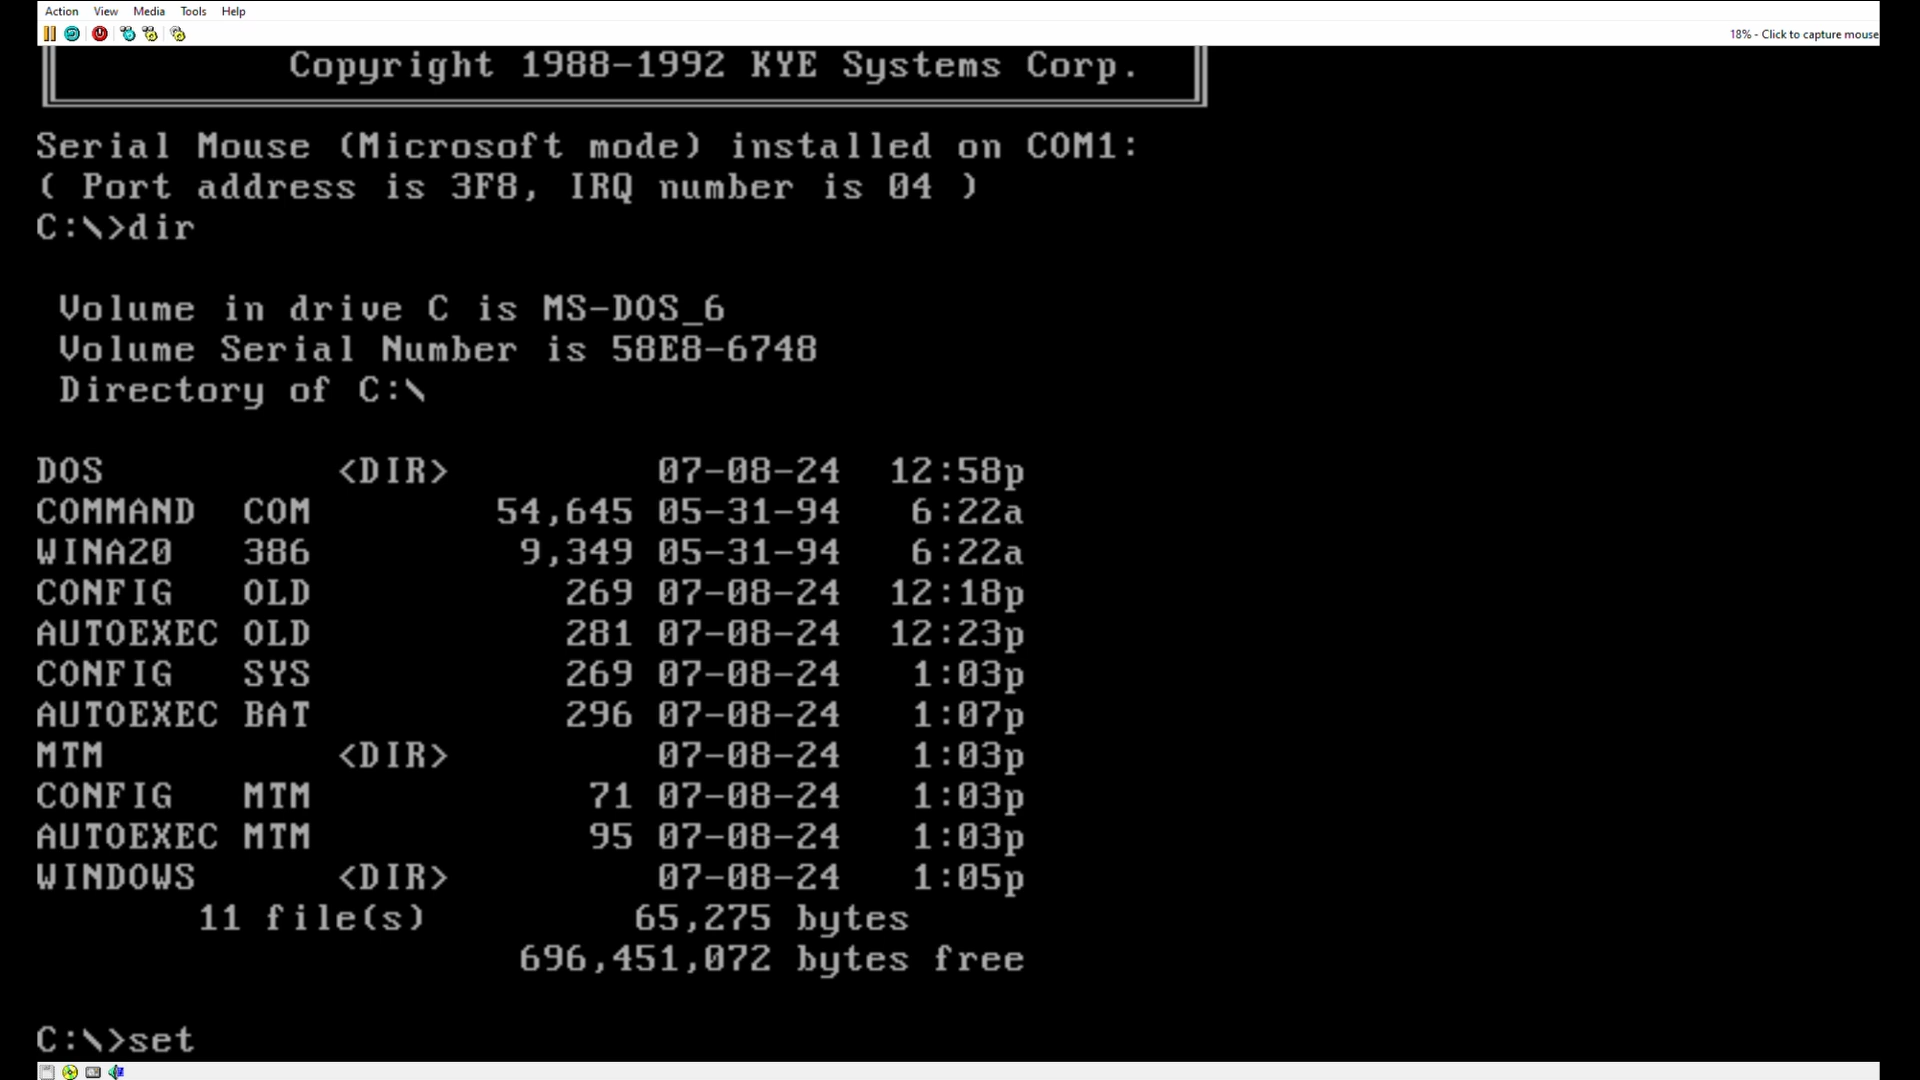 Action View Media Tools Help
18% - Click to capture mouse
Copyright 1988-1992 KYE Systems Corp.
Serial Mouse (Microsoft mode) installed on COM1:
( Port address is 3F8, IRQ number is 04 )
C:\>dir
Volume in drive C is MS-DOS_6
Volume Serial Number is 58E8-6748
Directory of C:\
DOS <DIR> 07-08-24 12:58p
COMMAND COM 54,645 05-31-94 6:22a
WINA20 386 9,349 05-31-94 6:22a
CONFIG OLD 269 07-08-24 12:18p
AUTOEXEC OLD 281 07-08-24 12:23p
CONFIG SYS 269 07-08-24 1:03p
AUTOEXEC BAT 296 07-08-24 1:07p
MTM <DIR> 07-08-24 1:03p
CONFIG MTM 71 07-08-24 1:03p
AUTOEXEC MTM 95 07-08-24 1:03p
WINDOWS <DIR> 07-08-24 1:05p
11 file(s) 65,275 bytes
696,451,072 bytes free
C:\>set